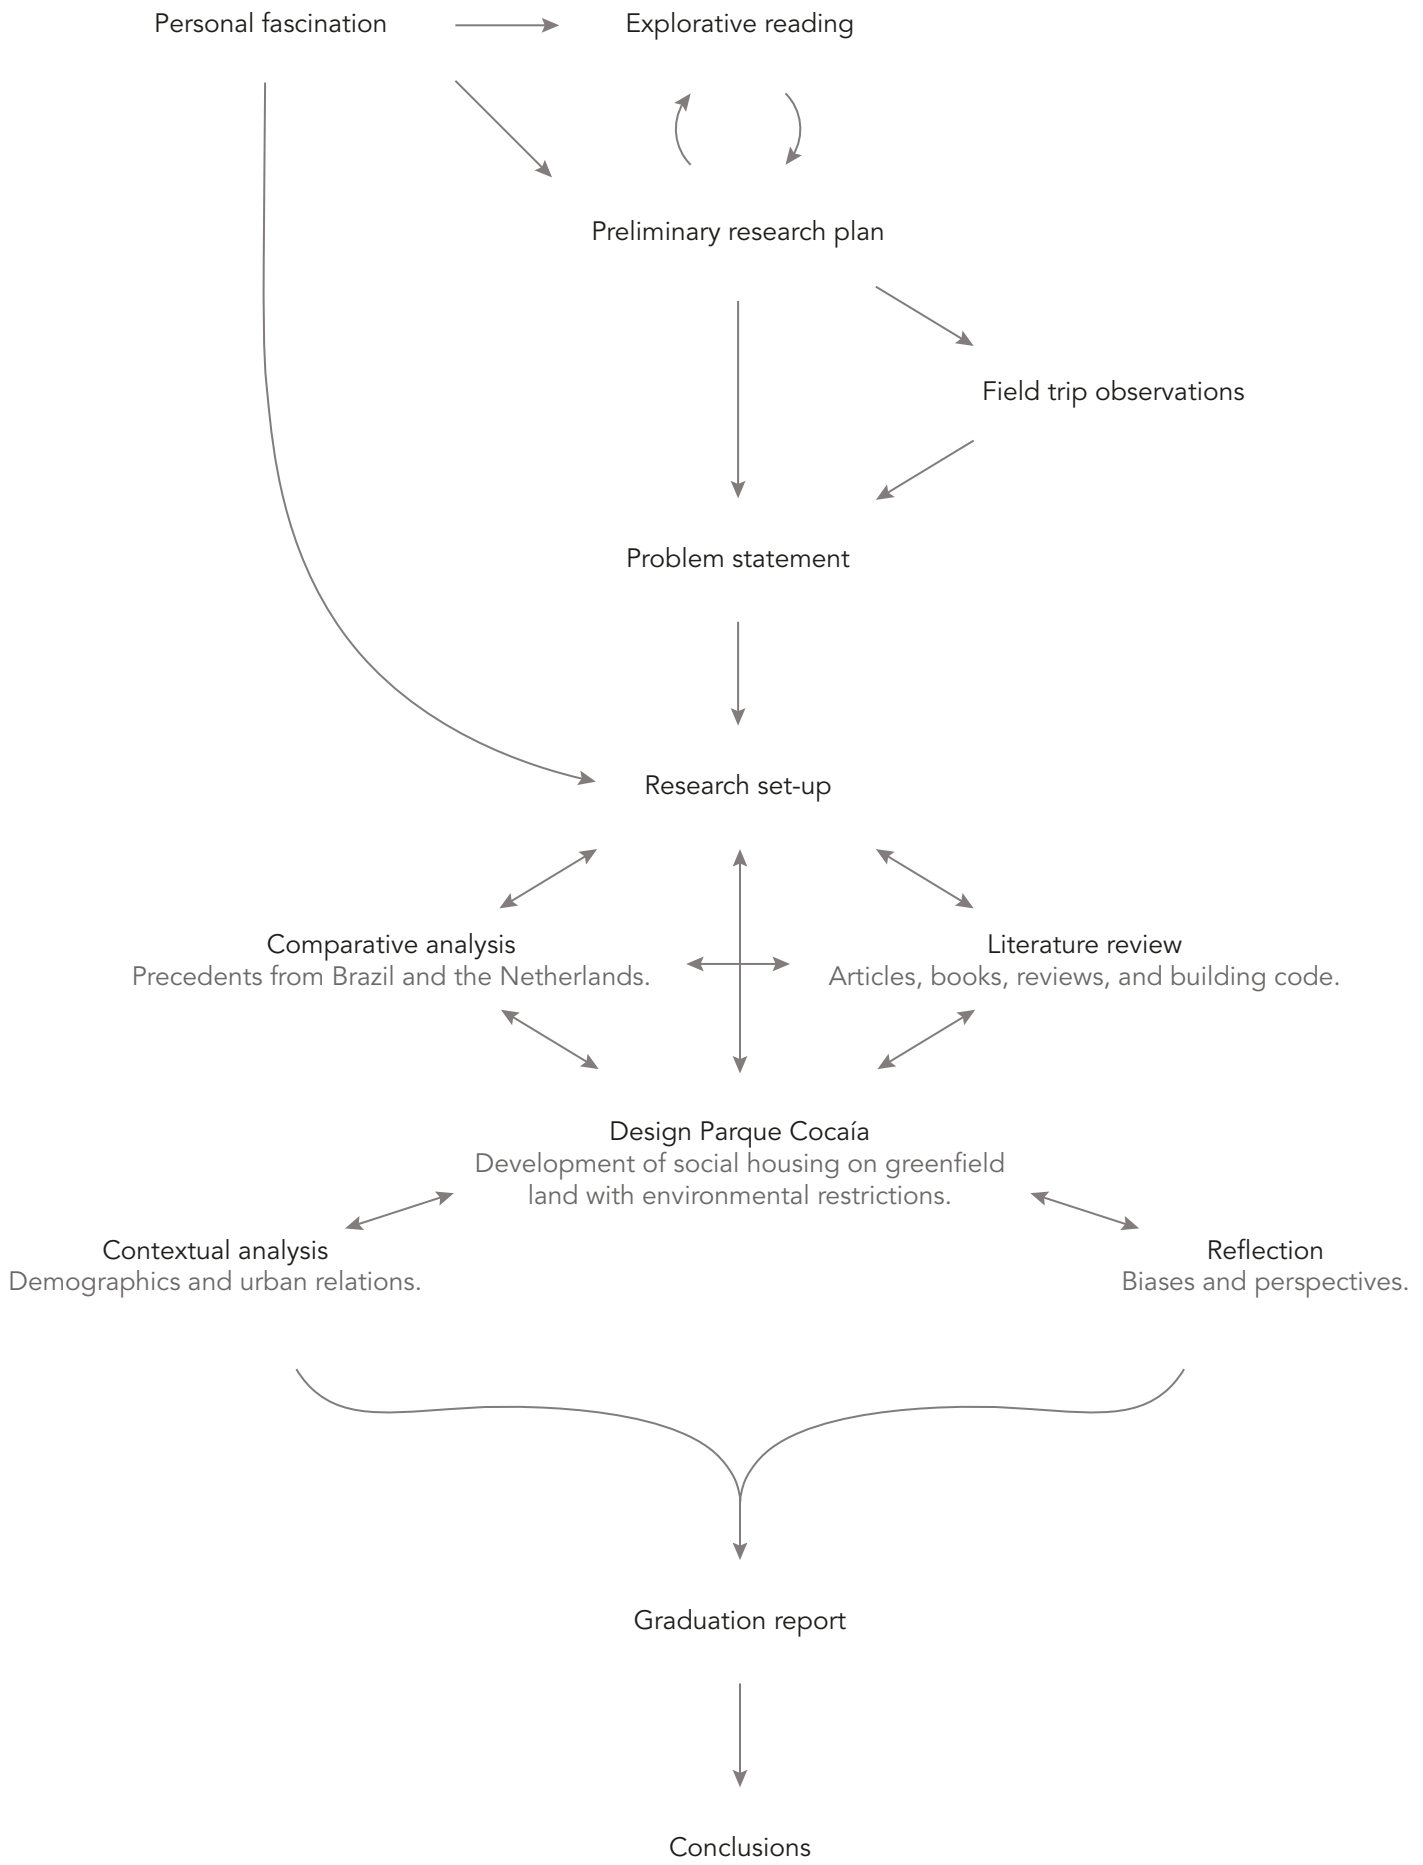 Personal fascination
Explorative reading
Preliminary research plan
Field trip observations
Problem statement
Research set-up
Comparative analysis
Precedents from Brazil and the Netherlands.
Literature review
Articles, books, reviews, and building code.
Design Parque Cocaía
Development of social housing on greenfield
land with environmental restrictions.
Contextual analysis
Demographics and urban relations.
Reflection
Biases and perspectives.
Graduation report
Conclusions